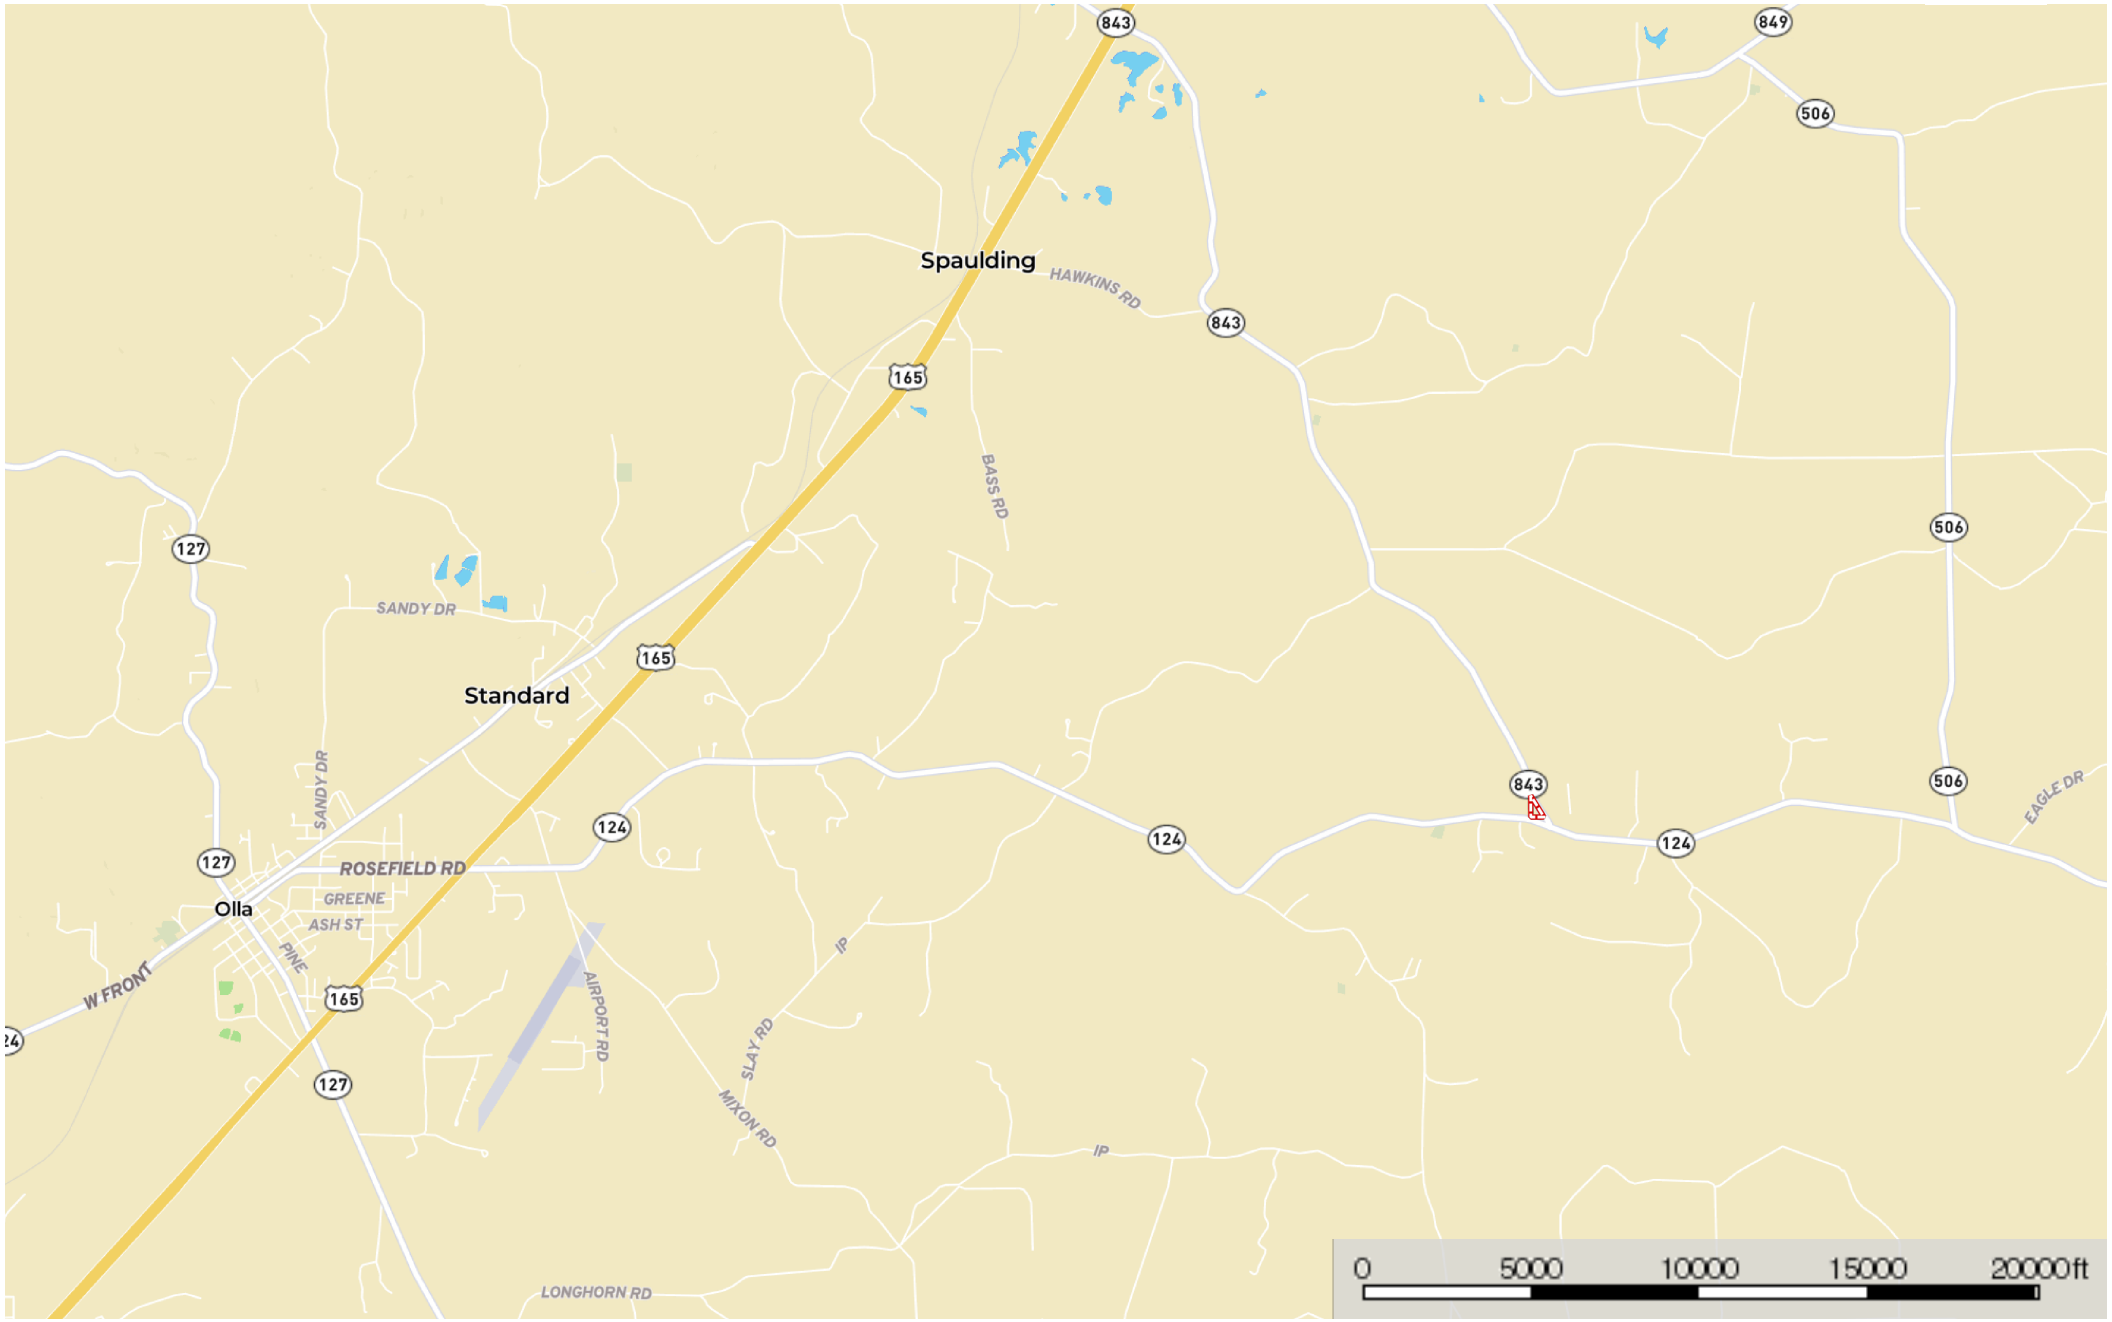 843
849
506
Spaulding
HAWKINS RD
843
165
BASS RD
506
127
SANDY DR
165
Standard
SANDY DR
843
506
EAGLE DR
124
124
124
127
ROSEFIELD RD
GREENE
Olla
ASH ST
PINE
IP
W FRONT
165
AIRPORT RD
24
SLAY RD
127
MIXON RD
IP
LONGHORN RD
0 5000 10000 15000 20000ft